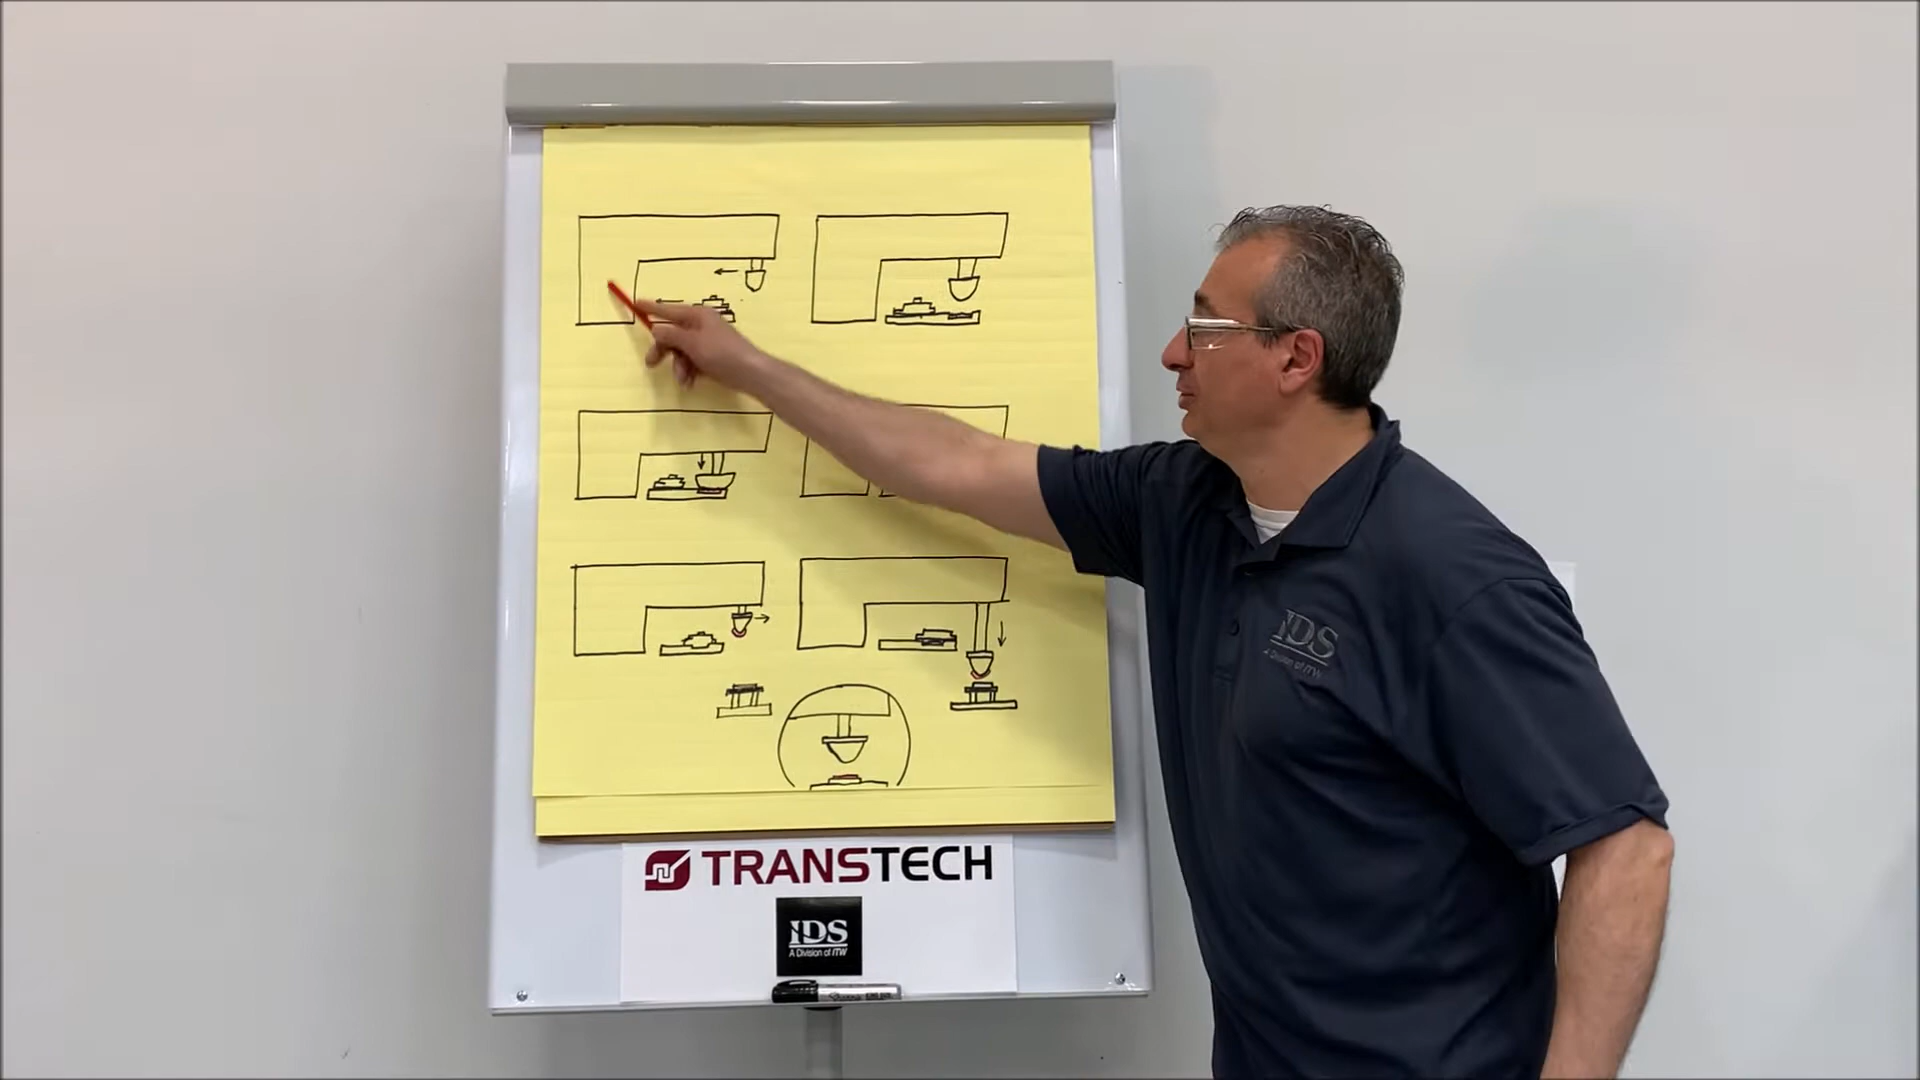 IDS
A Division of ITW
TRANSTECH
IDS
A Division of ITW